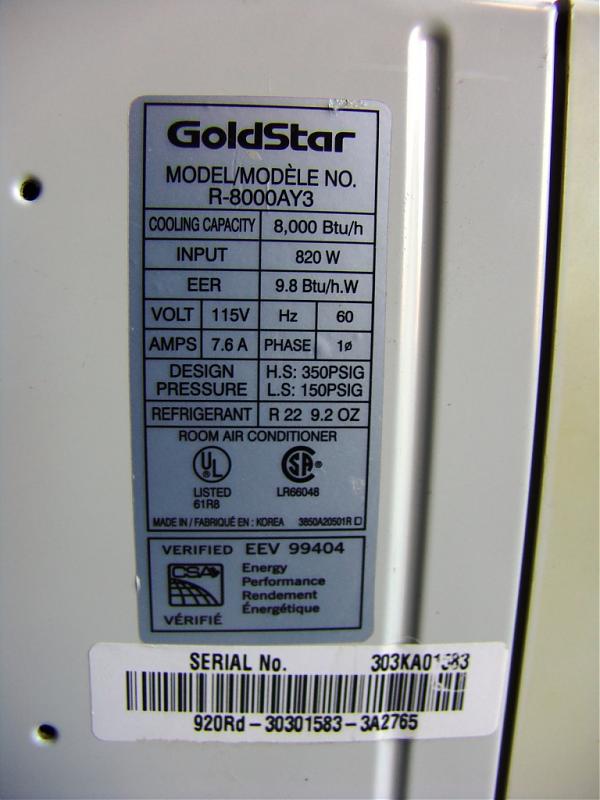 GoldStar
MODEL/MODÈLE NO.
R-8000AY3
COOLING CAPACITY 8,000 Btu/h
INPUT 820 W
EER 9.8 Btu/h.W
VOLT 115V Hz 60
AMPS 7.6 A PHASE 1ø
DESIGN PRESSURE H.S: 350PSIG
L.S: 150PSIG
REFRIGERANT R 22 9.2 OZ
ROOM AIR CONDITIONER
UL ® SA ®
LISTED LR66048
61R8
MADE IN / FABRIQUÉ EN : KOREA 3850A20501R
VERIFIED EEV 99404
CSA Energy
Performance
Rendement
Énergétique
VÉRIFIÉ
SERIAL No. 303KA01583
920Rd-30301583-3A2765